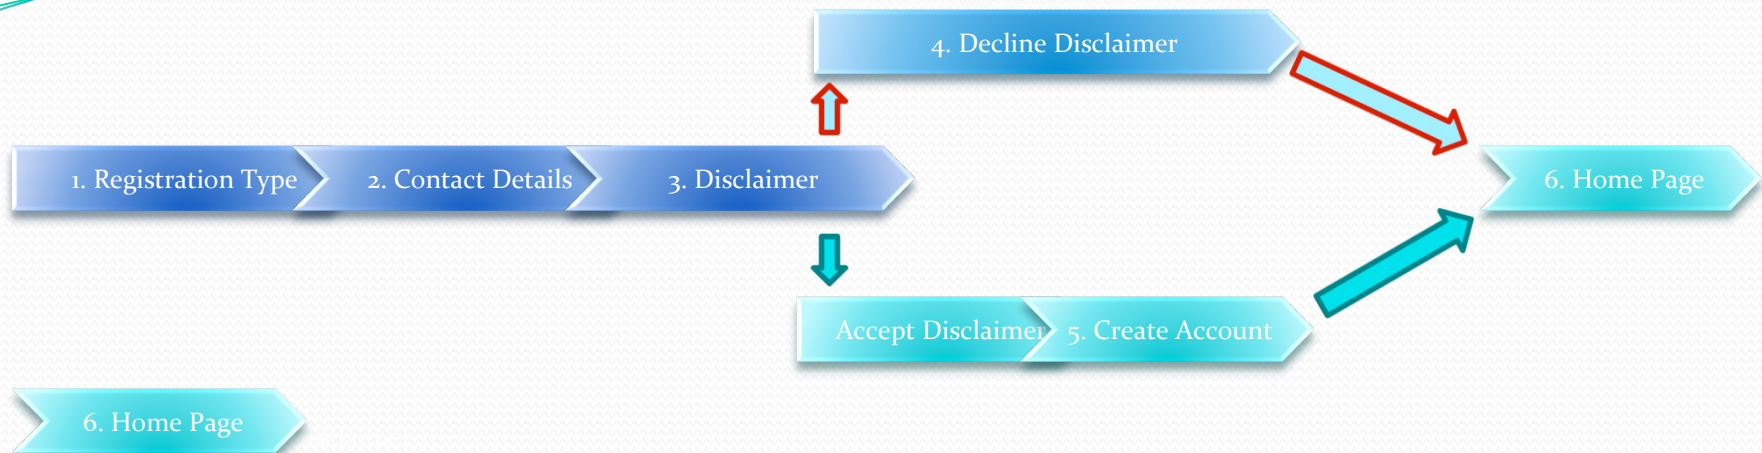 4. Decline Disclaimer
1. Registration Type
2. Contact Details
3. Disclaimer
6. Home Page
Accept Disclaimer
5. Create Account
6. Home Page